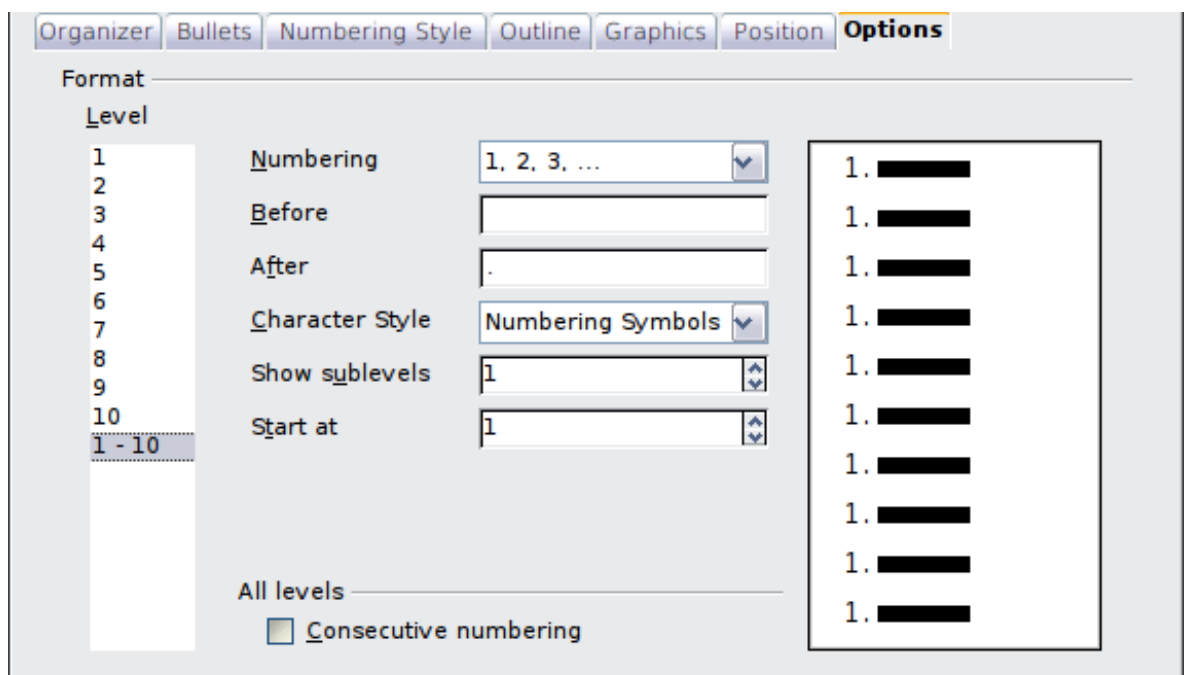 Organizer Bullets Numbering Style Outline Graphics Position Options
Format
Level
1
2
3
4
5
6
7
8
9
10
1 - 10
Numbering 1, 2, 3, ...
Before
After .
Character Style Numbering Symbols
Show sublevels 1
Start at 1
All levels
Consecutive numbering
1.
1.
1.
1.
1.
1.
1.
1.
1.
1.